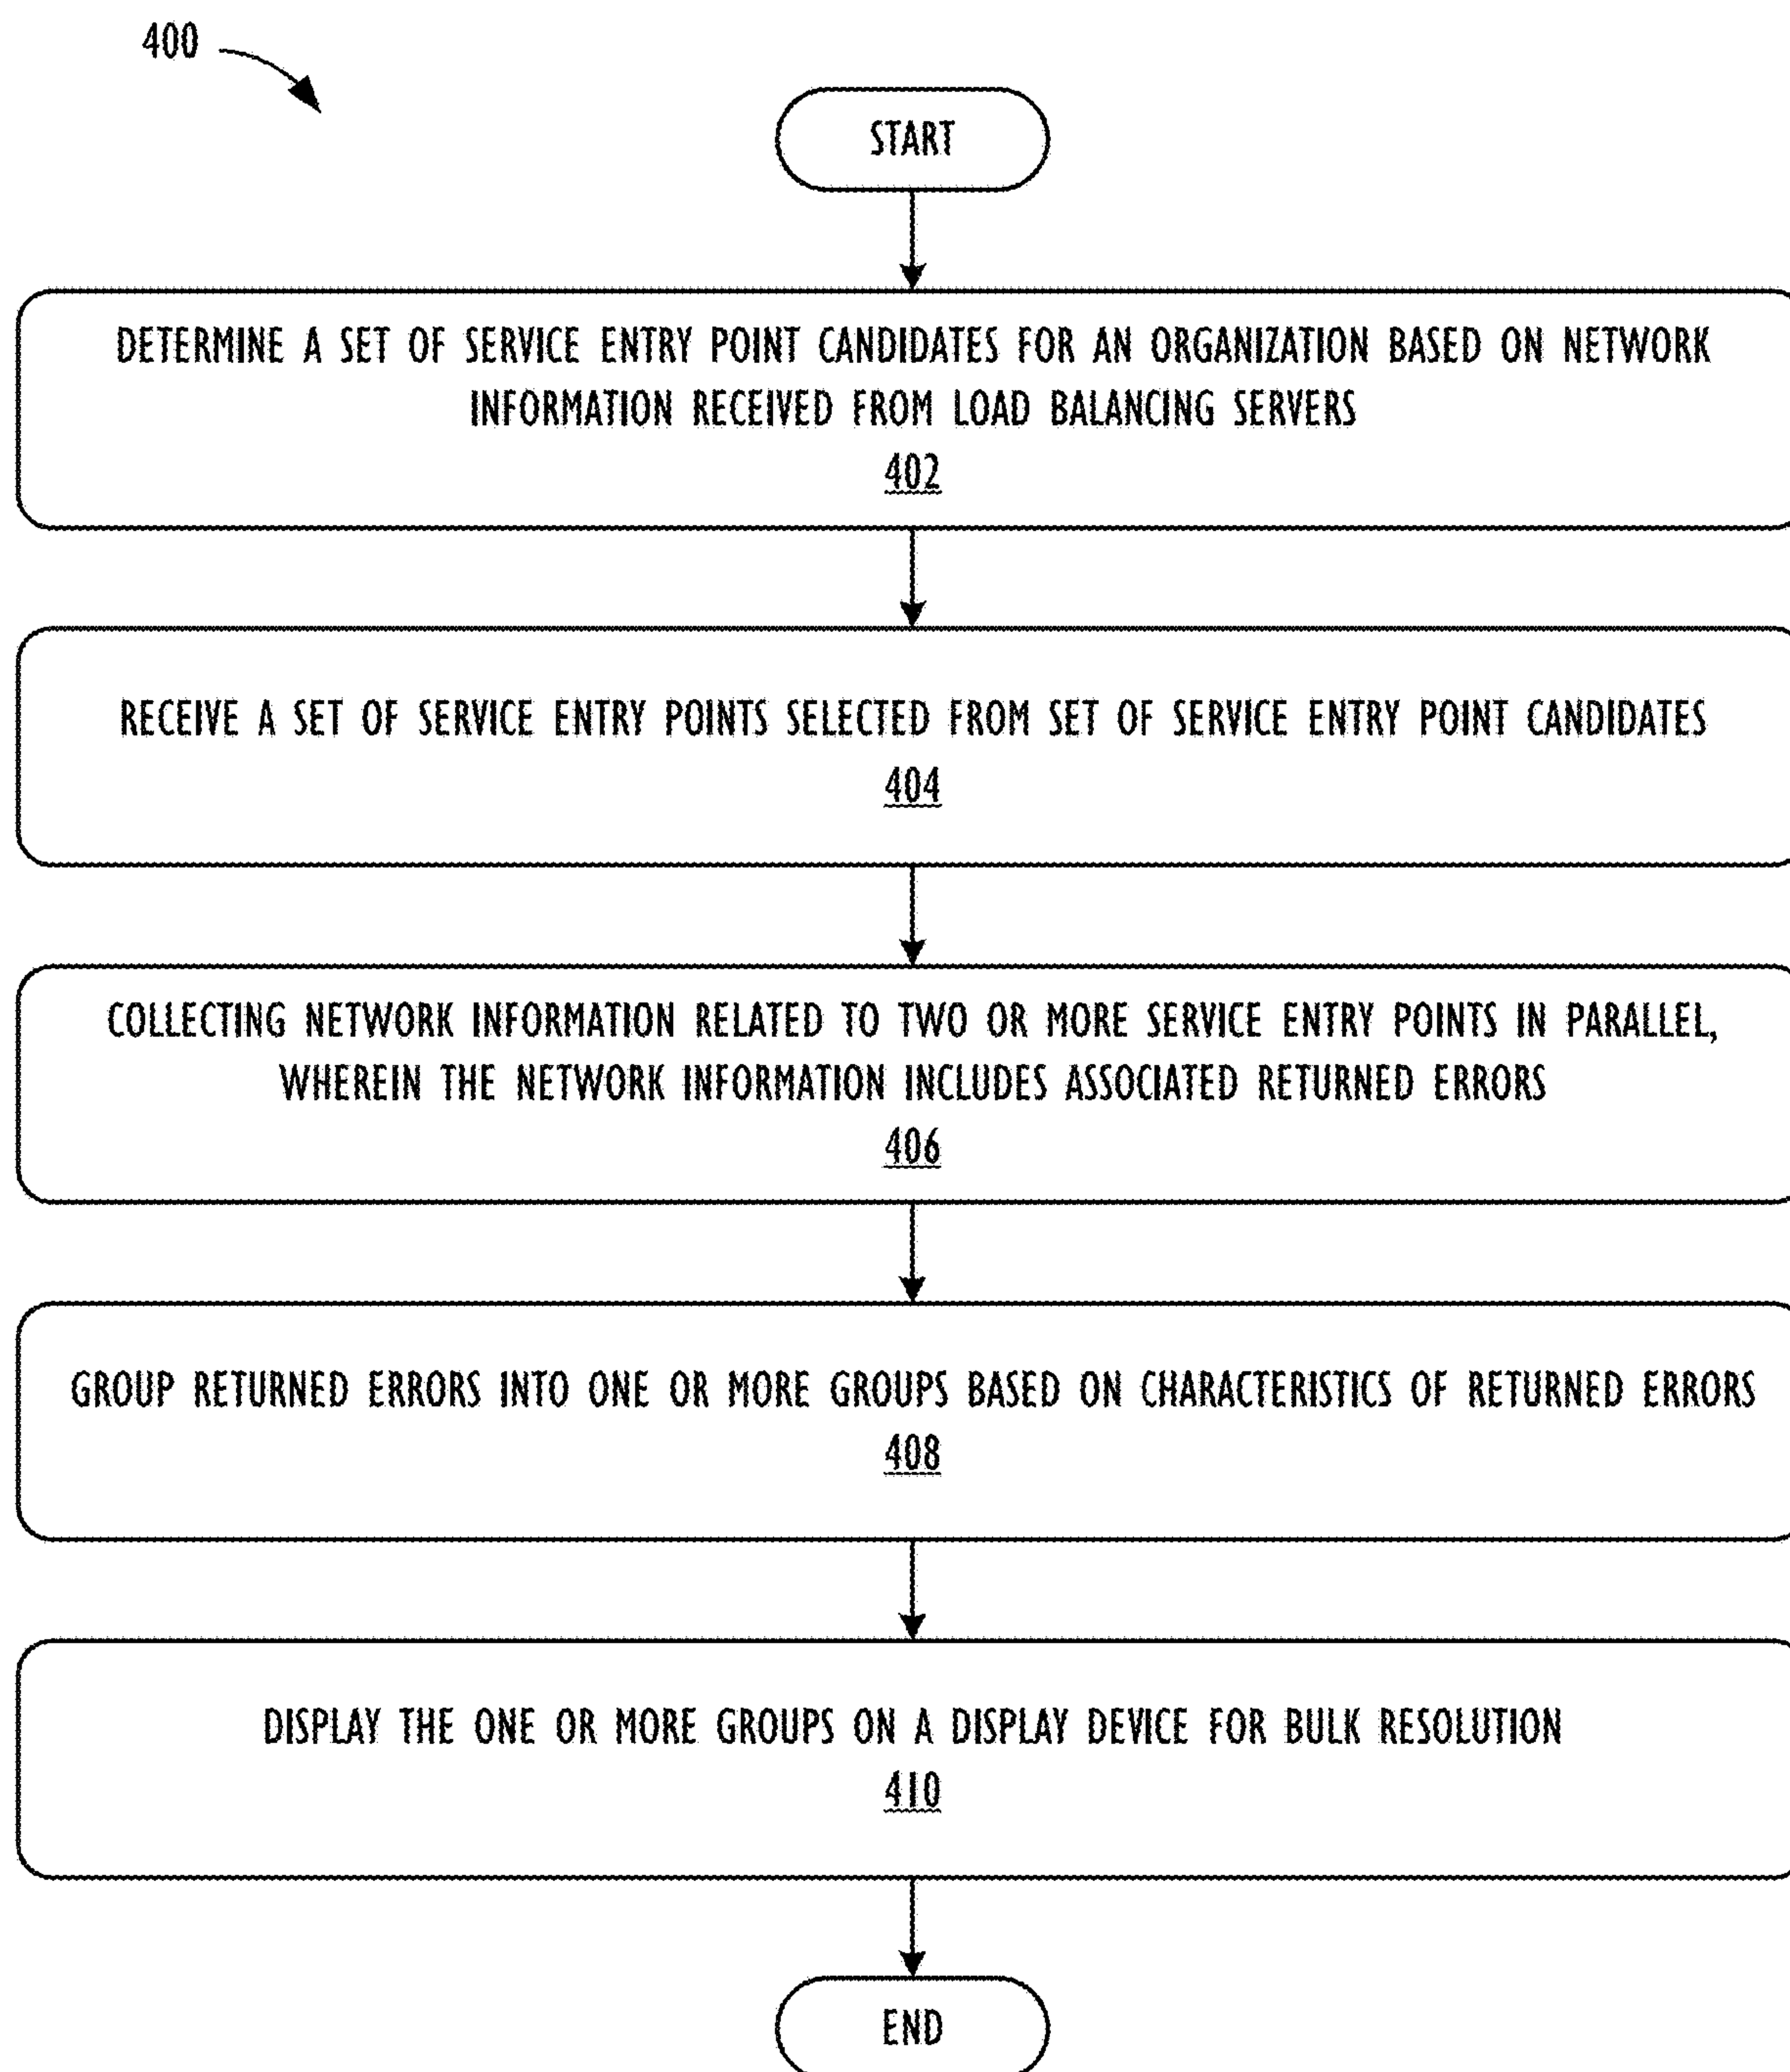 400
START
DETERMINE A SET OF SERVICE ENTRY POINT CANDIDATES FOR AN ORGANIZATION BASED ON NETWORK
INFORMATION RECEIVED FROM LOAD BALANCING SERVERS
402
RECEIVE A SET OF SERVICE ENTRY POINTS SELECTED FROM SET OF SERVICE ENTRY POINT CANDIDATES
404
COLLECTING NETWORK INFORMATION RELATED TO TWO OR MORE SERVICE ENTRY POINTS IN PARALLEL,
WHEREIN THE NETWORK INFORMATION INCLUDES ASSOCIATED RETURNED ERRORS
406
GROUP RETURNED ERRORS INTO ONE OR MORE GROUPS BASED ON CHARACTERISTICS OF RETURNED ERRORS
408
DISPLAY THE ONE OR MORE GROUPS ON A DISPLAY DEVICE FOR BULK RESOLUTION
410
END